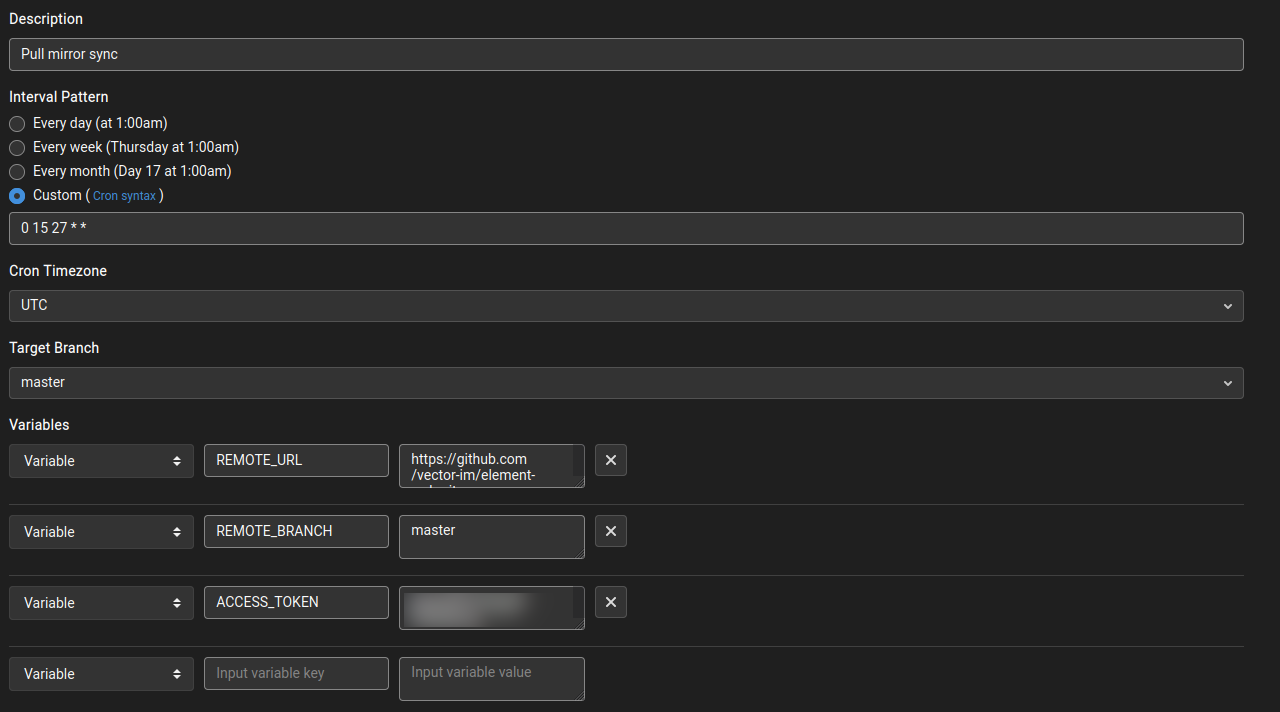 Description
Pull mirror sync
Interval Pattern
Every day (at 1:00am)
Every week (Thursday at 1:00am)
Every month (Day 17 at 1:00am)
Custom ( Cron syntax )
0 15 27 * *
Cron Timezone
UTC
Target Branch
master
Variables
Variable
REMOTE_URL
https://github.com
/vector-im/element-
Variable
REMOTE_BRANCH
master
Variable
ACCESS_TOKEN
Variable
Input variable key
Input variable value